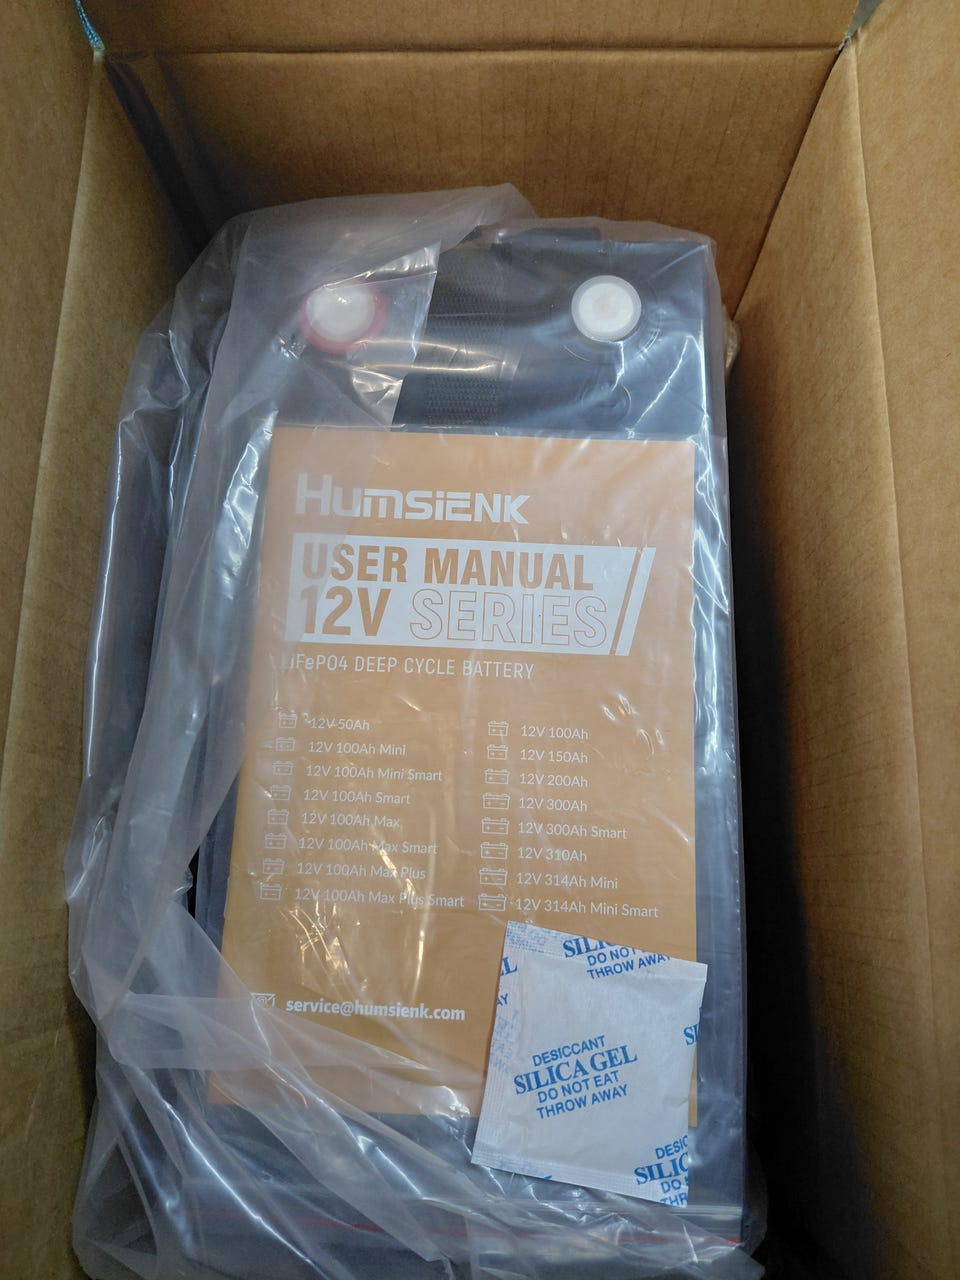 HUMSiENK
USER MANUAL
12V SERIES
LiFePO4 DEEP CYCLE BATTERY
12V 50Ah
12V 100Ah Mini
12V 100Ah Mini Smart
12V 100Ah Smart
12V 100Ah Max
12V 100Ah Max Smart
12V 100Ah Max Plus
12V 100Ah Max Plus Smart
12V 100Ah
12V 150Ah
12V 200Ah
12V 300Ah
12V 300Ah Smart
12V 310Ah
12V 314Ah Mini
12V 314Ah Mini Smart
service@humsienk.com
DO NOT
THROW AWAY
DESICCANT
SILICA GEL
DO NOT EAT
THROW AWAY